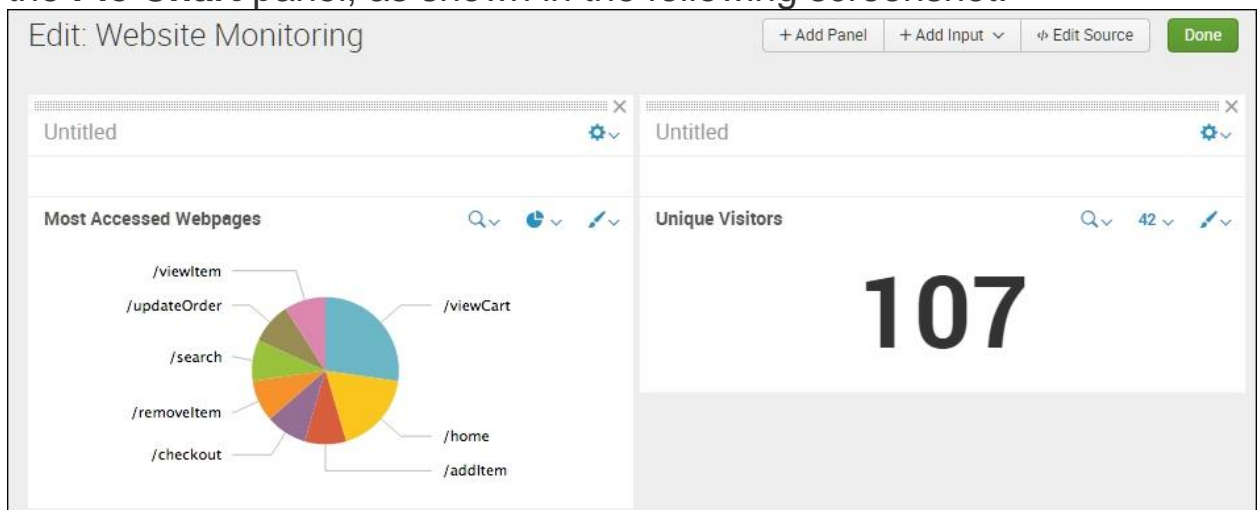 the Pie Chart panel, as shown in the following screenshot:
Edit: Website Monitoring
+ Add Panel
+ Add Input
Edit Source
Done
Untitled
Untitled
Most Accessed Webpages
Unique Visitors
42
/viewItem
/updateOrder
/search
/removeItem
/checkout
/viewCart
/home
/addItem
107